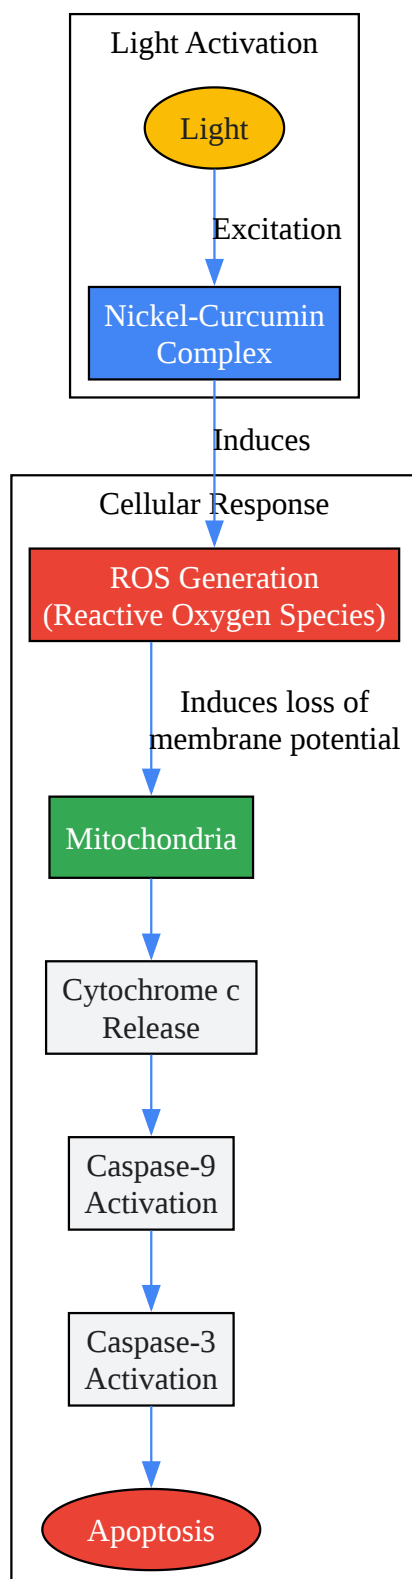 Light Activation
Light
Excitation
Nickel-Curcumin
Complex
Induces
Cellular Response
ROS Generation
(Reactive Oxygen Species)
Induces loss of
membrane potential
Mitochondria
Cytochrome c
Release
Caspase-9
Activation
Caspase-3
Activation
Apoptosis